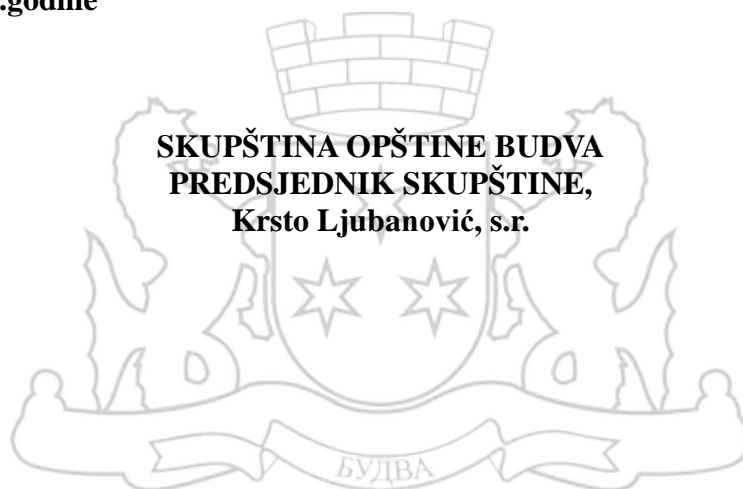 .godine
SKUPŠTINA OPŠTINE BUDVA
PREDSJEDNIK SKUPŠTINE,
Krsto Ljubanović, s.r.
БУДВА